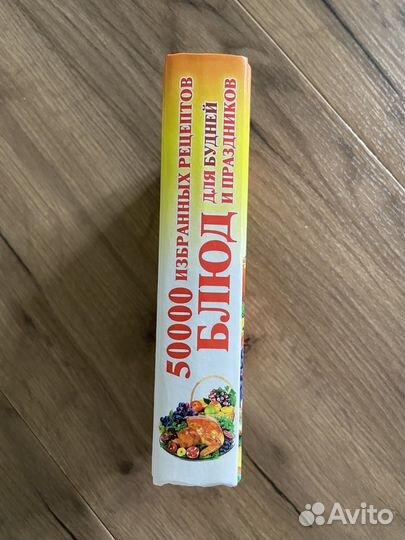 50000 ИЗБРАННЫХ РЕЦЕПТОВ
БЛЮД ДЛЯ БУДНЕЙ
И ПРАЗДНИКОВ
Avito